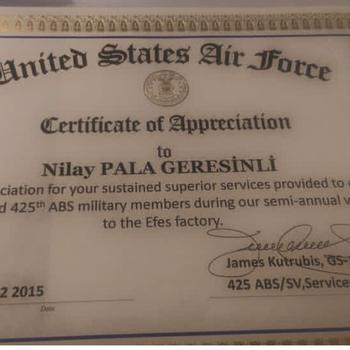 United States Air Force
Certificate of Appreciation
to
Nilay PALA GERESİNLİ
ciation for your sustained superior services provided to
425th ABS military members during our semi-annual
to the Efes factory.
James Kutrubis, GS-
2 2015
425 ABS/SV,Service
Date